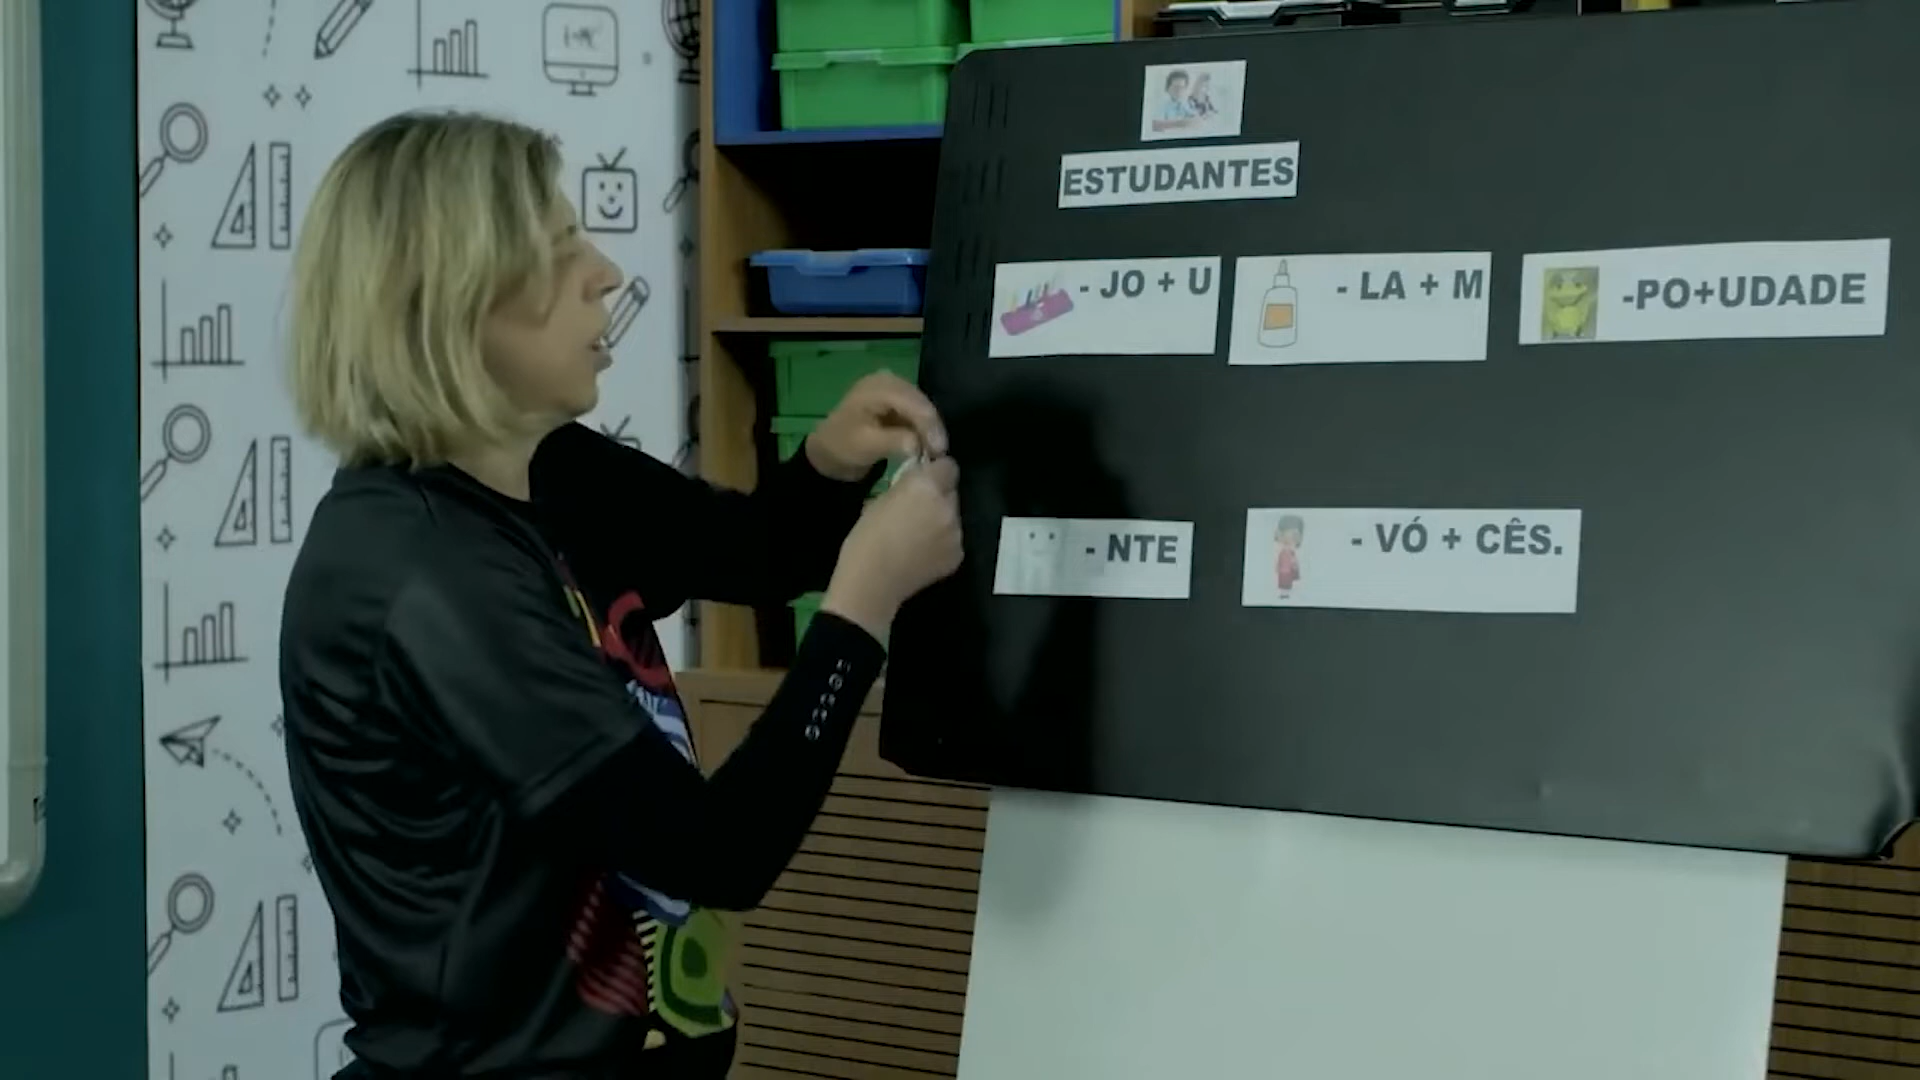 ESTUDANTES
- JO + U
- LA + M
-PO+UDADE
- NTE
- VÓ + CÊS.